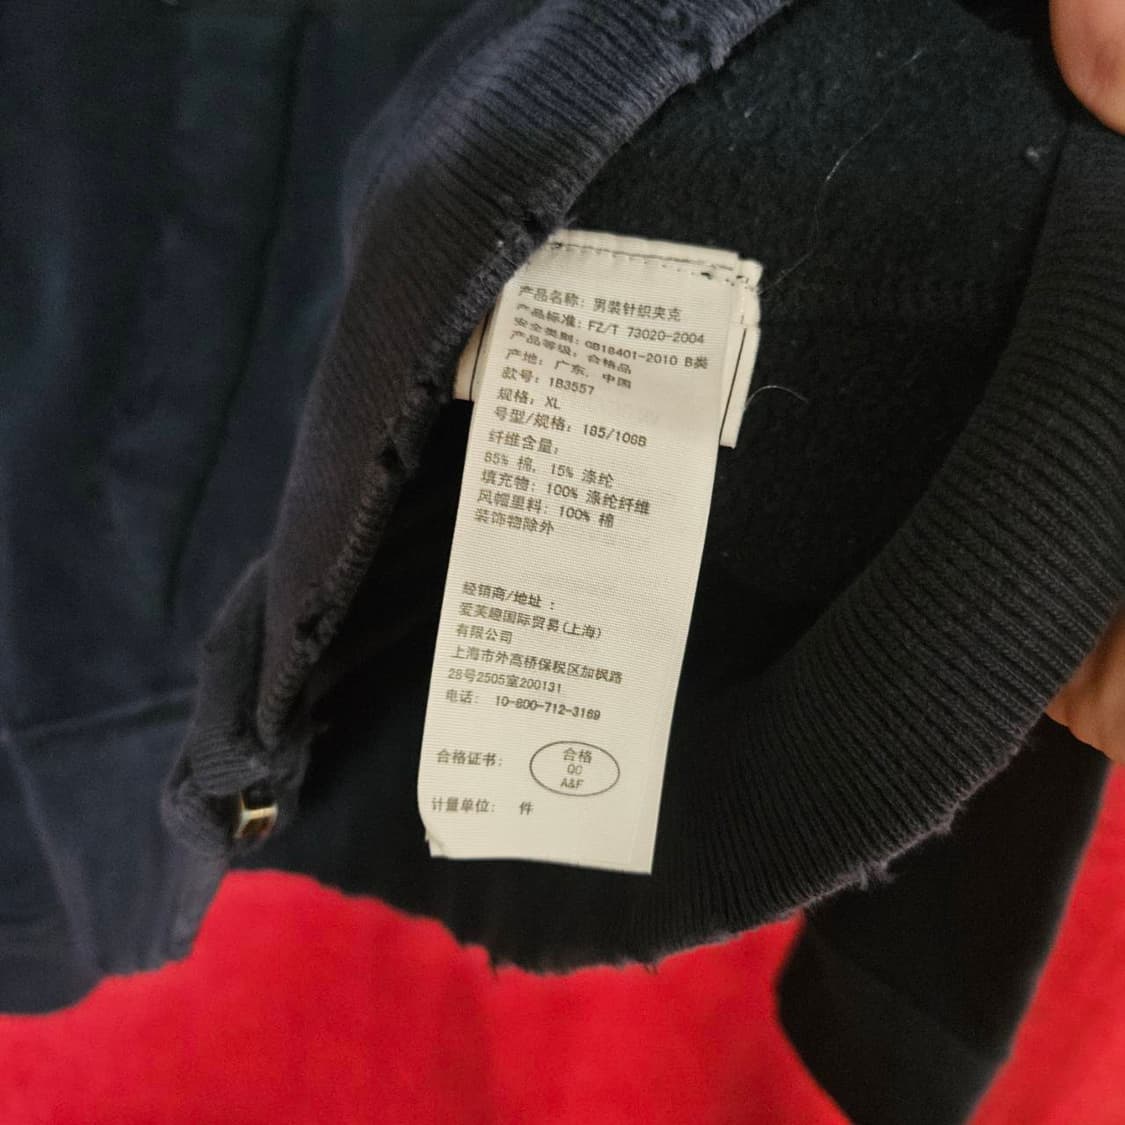 产品名称：男装针织夹克
产品标准：FZ/T 73020-2004
安全类别：GB18401-2010 B类
产品等级：合格品
产地：广东，中国
款号：1B3557
规格：XL
号型/规格：185/108B
纤维含量：
85% 棉，15% 涤纶
填充物：100% 涤纶纤维
风帽里料：100% 棉
装饰物除外
经销商/地址：
爱芙趣国际贸易(上海)
有限公司
上海市外高桥保税区加枫路
28号2505室200131
电话： 10-800-712-3169
合格证书：
合格
QC
A&F
计量单位： 件